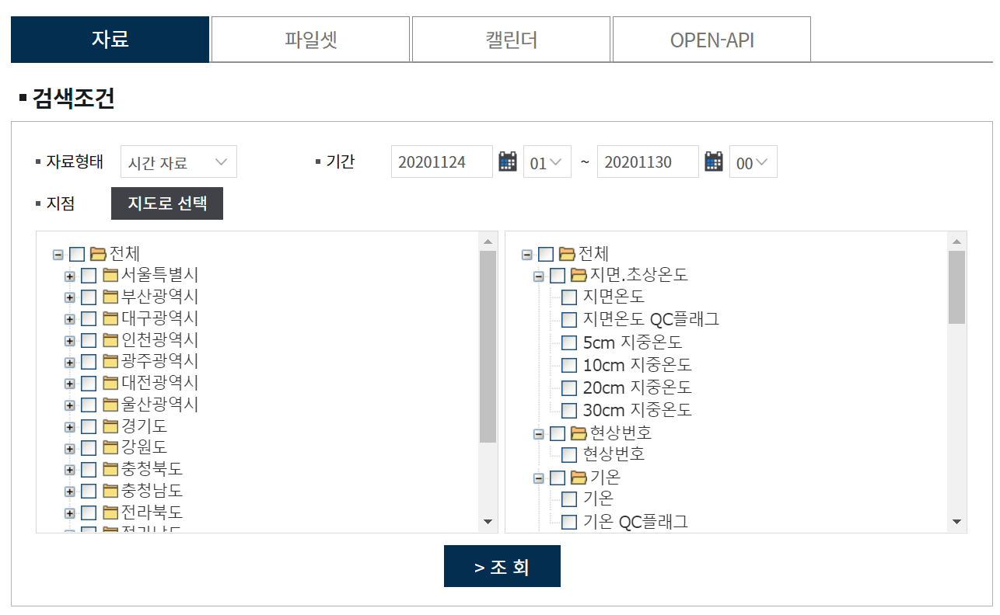 자료 파일셋 캘린더 OPEN-API
검색조건
자료형태 시간 자료 기간 20201124 01 ~ 20201130 00
지점 지도로 선택
전체
서울특별시
부산광역시
대구광역시
인천광역시
광주광역시
대전광역시
울산광역시
경기도
강원도
충청북도
충청남도
전라북도
전체
지면.초상온도
지면온도
지면온도 QC플래그
5cm 지중온도
10cm 지중온도
20cm 지중온도
30cm 지중온도
현상번호
현상번호
기온
기온
기온 QC플래그
> 조 회